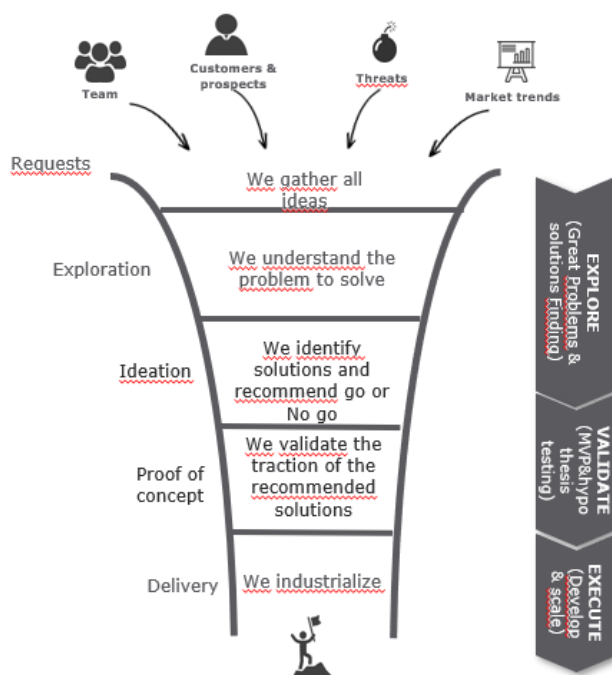 Team
Customers &
prospects
Threats
Market trends
Requests
We gather all
ideas
Exploration
We understand the
problem to solve
Ideation
We identify
solutions and
recommend go or
No go
Proof of
concept
We validate the
traction of the
recommended
solutions
Delivery
We industrialize
EXPLORE
(Great Problems &
solutions Finding)
VALIDATE
(MVP&hypo
thesis
testing)
EXECUTE
(Develop
& scale)